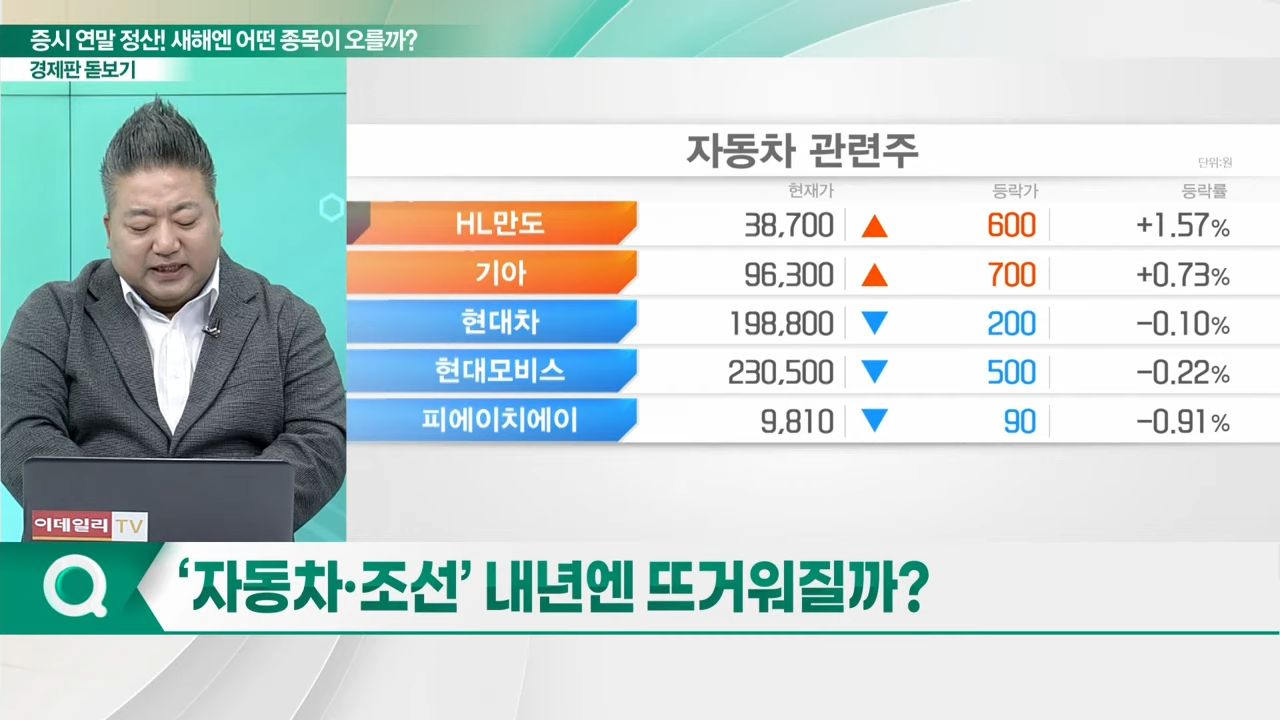 증시 연말 정산! 새해엔 어떤 종목이 오를까?
경제판 돋보기
자동차 관련주
단위:원
현재가 등락가 등락률
HL만도 38,700 ▲ 600 +1.57%
기아 96,300 ▲ 700 +0.73%
현대차 198,800 ▼ 200 -0.10%
현대모비스 230,500 ▼ 500 -0.22%
피에이치에이 9,810 ▼ 90 -0.91%
이데일리 TV
‘자동차·조선’ 내년엔 뜨거워질까?